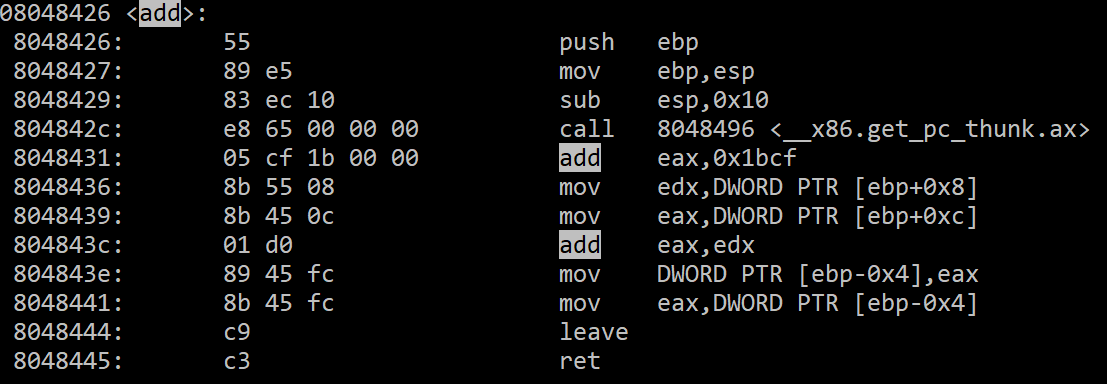 08048426 <add>:
 8048426:	55	push   ebp
 8048427:	89 e5	mov    ebp,esp
 8048429:	83 ec 10	sub    esp,0x10
 804842c:	e8 65 00 00 00	call   8048496 <__x86.get_pc_thunk.ax>
 8048431:	05 cf 1b 00 00	add    eax,0x1bcf
 8048436:	8b 55 08	mov    edx,DWORD PTR [ebp+0x8]
 8048439:	8b 45 0c	mov    eax,DWORD PTR [ebp+0xc]
 804843c:	01 d0	add    eax,edx
 804843e:	89 45 fc	mov    DWORD PTR [ebp-0x4],eax
 8048441:	8b 45 fc	mov    eax,DWORD PTR [ebp-0x4]
 8048444:	c9	leave
 8048445:	c3	ret